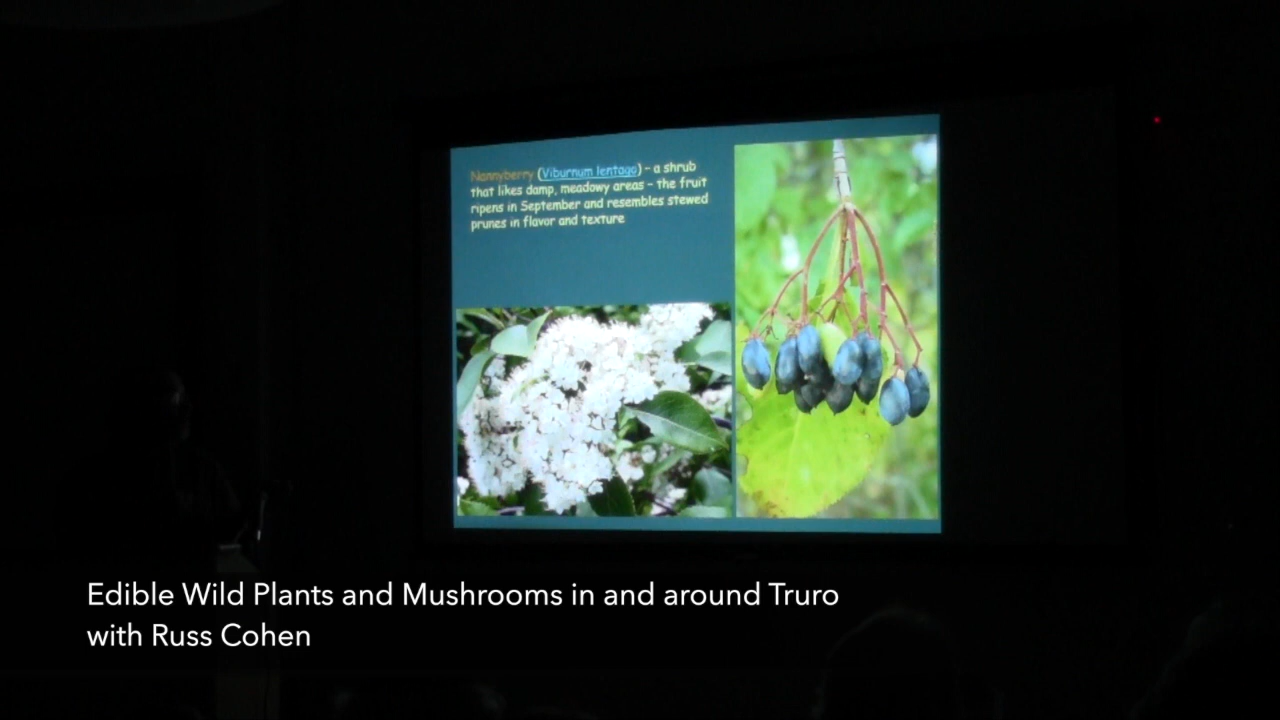 Nannyberry (Viburnum lentago) – a shrub
that likes damp, meadowy areas – the fruit
ripens in September and resembles stewed
prunes in flavor and texture
Edible Wild Plants and Mushrooms in and around Truro
with Russ Cohen